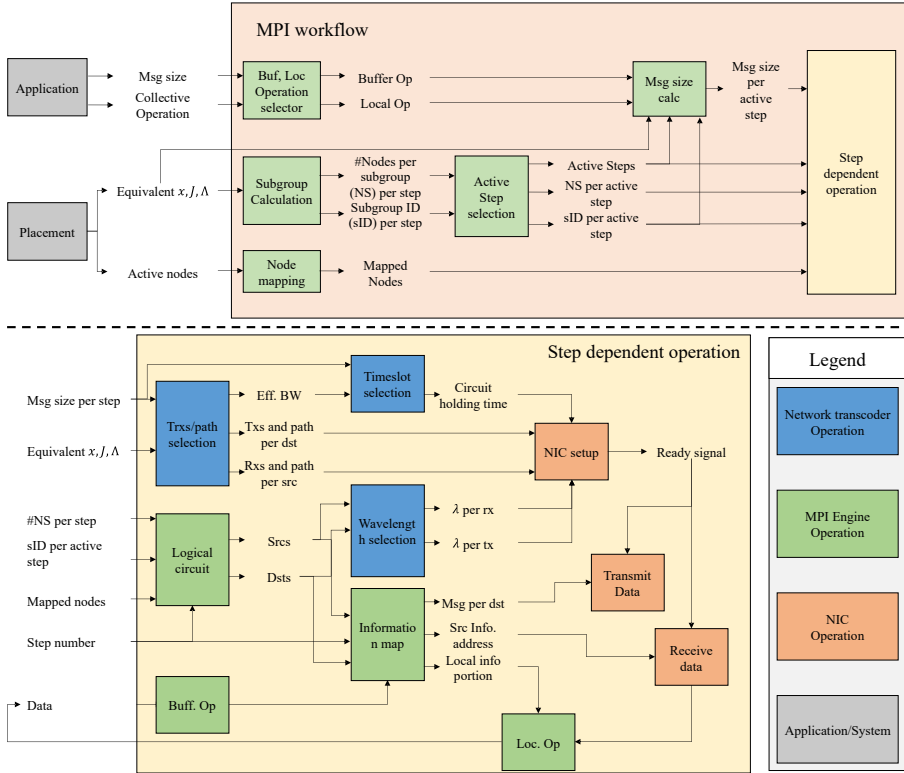 MPI workflow
Application
Msg size
Collective
Operation
Buf, Loc
Operation
selector
Buffer Op
Local Op
Msg size
calc
Msg size
per
active
step
Step
dependent
operation
Placement
Equivalent x, J, Λ
Subgroup
Calculation
#Nodes per
subgroup
(NS) per step
Subgroup ID
(sID) per step
Active
Step
selection
Active Steps
NS per active
step
sID per active
step
Active nodes
Node
mapping
Mapped
Nodes
Step dependent operation
Msg size per step
Equivalent x, J, Λ
Trxs/path
selection
Eff. BW
Txs and path
per dst
Rxs and path
per src
Timeslot
selection
Circuit
holding time
NIC setup
Ready signal
#NS per step
sID per active
step
Mapped nodes
Step number
Logical
circuit
Srcs
Dsts
Wavelengt
h selection
λ per rx
λ per tx
Informatio
n map
Msg per dst
Src Info.
address
Local info
portion
Transmit
Data
Receive
data
Data
Buff. Op
Loc. Op
Legend
Network transcoder
Operation
MPI Engine
Operation
NIC
Operation
Application/System